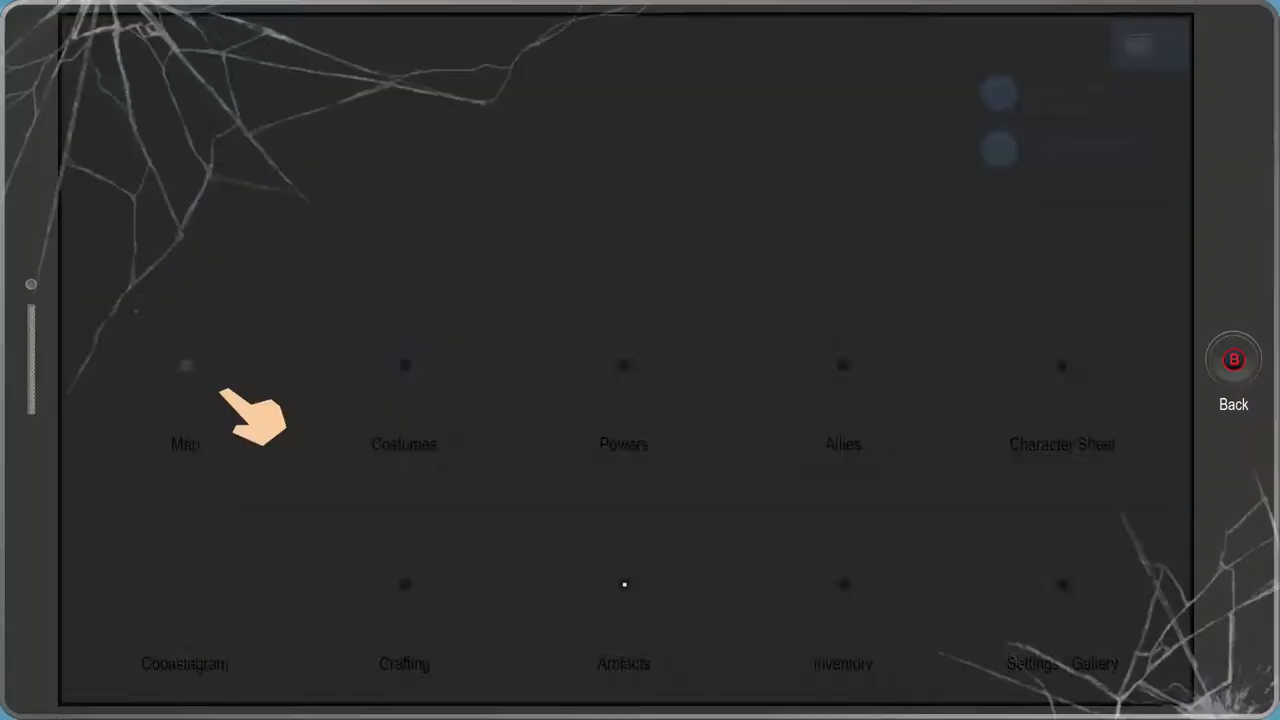 B
Back
Map
Costumes
Powers
Allies
Character Sheet
Coonstagram
Crafting
Artifacts
Inventory
Settings / Gallery